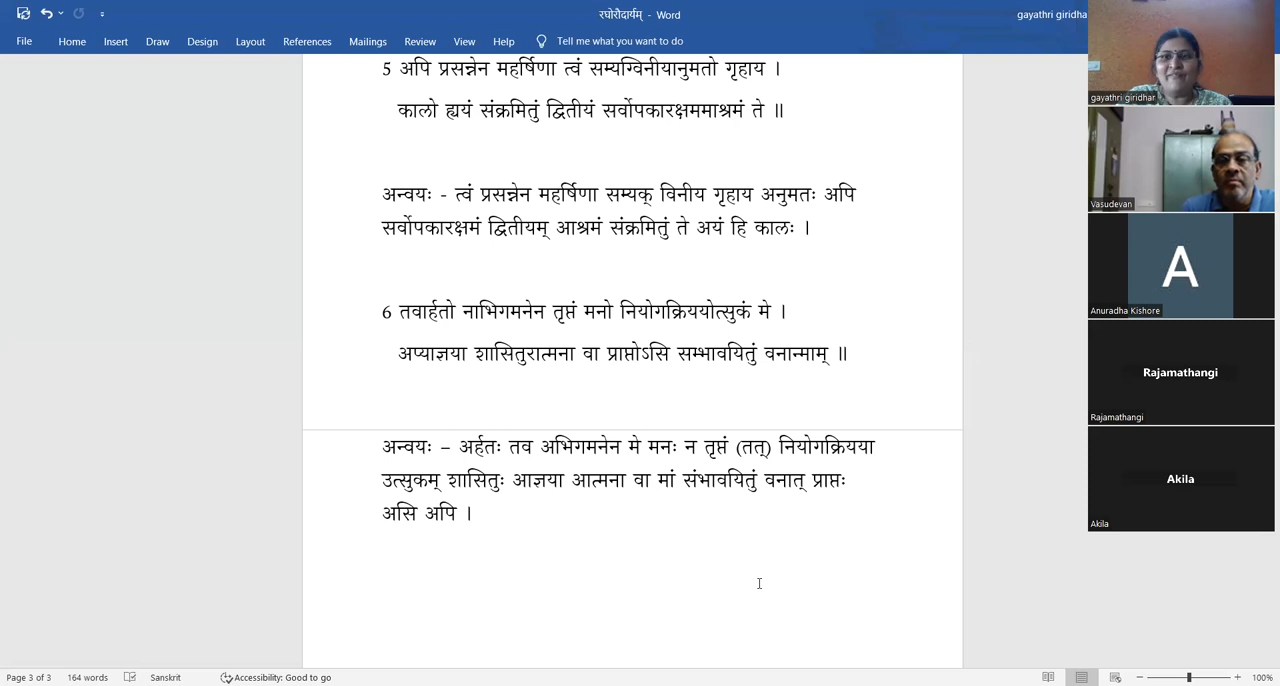 रघोरौदार्यम् - Word
gayathri giridhar
File Home Insert Draw Design Layout References Mailings Review View Help Tell me what you want to do
5 अपि प्रसन्नेन महर्षिणा त्वं सम्यग्विनीयानुमतो गृहाय ।
कालो ह्ययं संक्रमितुं द्वितीयं सर्वोपकारक्षममाश्रमं ते ॥
अन्वयः - त्वं प्रसन्नेन महर्षिणा सम्यक् विनीय गृहाय अनुमतः अपि
सर्वोपकारक्षमं द्वितीयम् आश्रमं संक्रमितुं ते अयं हि कालः ।
6 तवार्हतो नाभिगमनेन तृप्तं मनो नियोगक्रिययोत्सुकं मे ।
अप्याज्ञया शासितुरात्मना वा प्राप्तोऽसि सम्भावयितुं वनान्माम् ॥
अन्वयः – अर्हतः तव अभिगमनेन मे मनः न तृप्तं (तत्) नियोगक्रियया
उत्सुकम् शासितुः आज्ञया आत्मना वा मां संभावयितुं वनात् प्राप्तः
असि अपि ।
gayathri giridhar
Vasudevan
A
Anuradha Kishore
Rajamathangi
Rajamathangi
Akila
Akila
Page 3 of 3 164 words Sanskrit Accessibility: Good to go 100%